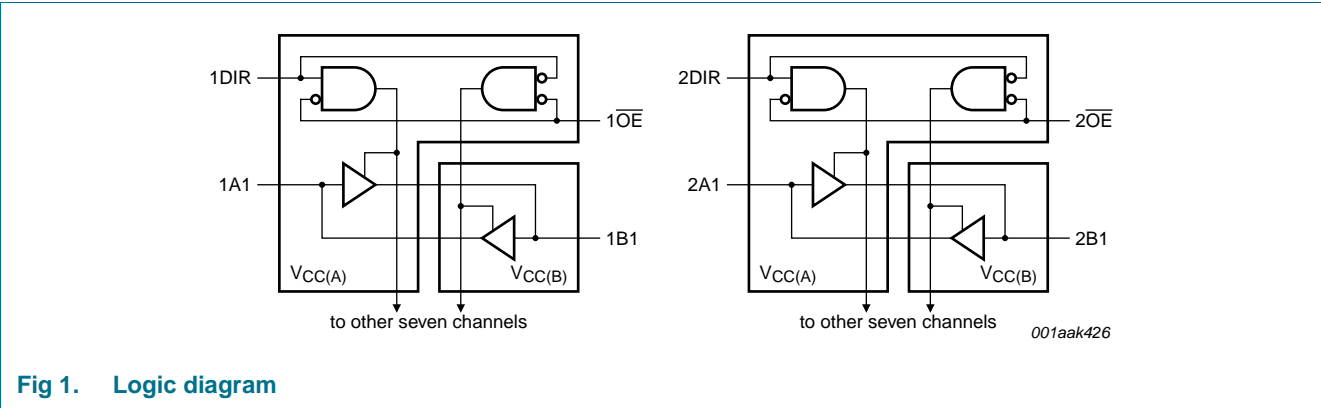 1DIR
1OE
1A1
1B1
VCC(A)
VCC(B)
to other seven channels
2DIR
2OE
2A1
2B1
VCC(A)
VCC(B)
to other seven channels
001aak426
Fig 1. Logic diagram